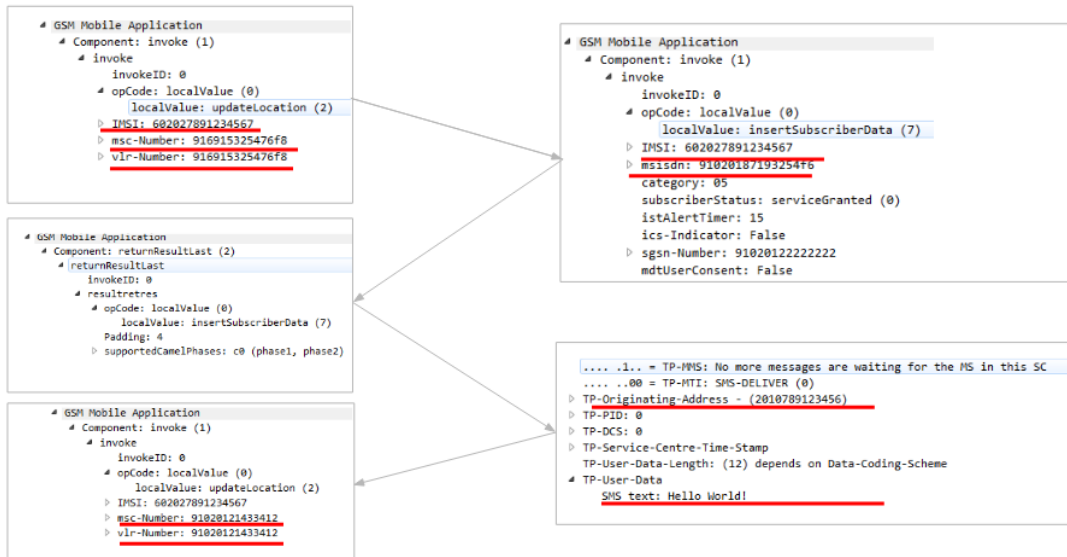 GSM Mobile Application
Component: invoke (1)
invoke
invokeID: 0
opCode: localValue (0)
localValue: updateLocation (2)
IMSI: 602027891234567
msc-Number: 916915325476f8
vlr-Number: 916915325476f8
GSM Mobile Application
Component: invoke (1)
invoke
invokeID: 0
opCode: localValue (0)
localValue: insertSubscriberData (7)
IMSI: 602027891234567
msisdn: 91020187193254f6
category: 05
subscriberStatus: serviceGranted (0)
istAlertTimer: 15
ics-Indicator: False
sgsn-Number: 91020122222222
mdtUserConsent: False
GSM Mobile Application
Component: returnResultLast (2)
returnResultLast
invokeID: 0
resultretres
opCode: localValue (0)
localValue: insertSubscriberData (7)
Padding: 4
supportedCamelPhases: c0 (phase1, phase2)
.... .1.. = TP-MMS: No more messages are waiting for the MS in this SC
.... ..00 = TP-MTI: SMS-DELIVER (0)
TP-Originating-Address - (2010789123456)
TP-PID: 0
TP-DCS: 0
TP-Service-Centre-Time-Stamp
TP-User-Data-Length: (12) depends on Data-Coding-Scheme
TP-User-Data
SMS text: Hello World!
GSM Mobile Application
Component: invoke (1)
invoke
invokeID: 0
opCode: localValue (0)
localValue: updateLocation (2)
IMSI: 602027891234567
msc-Number: 91020121433412
vlr-Number: 91020121433412